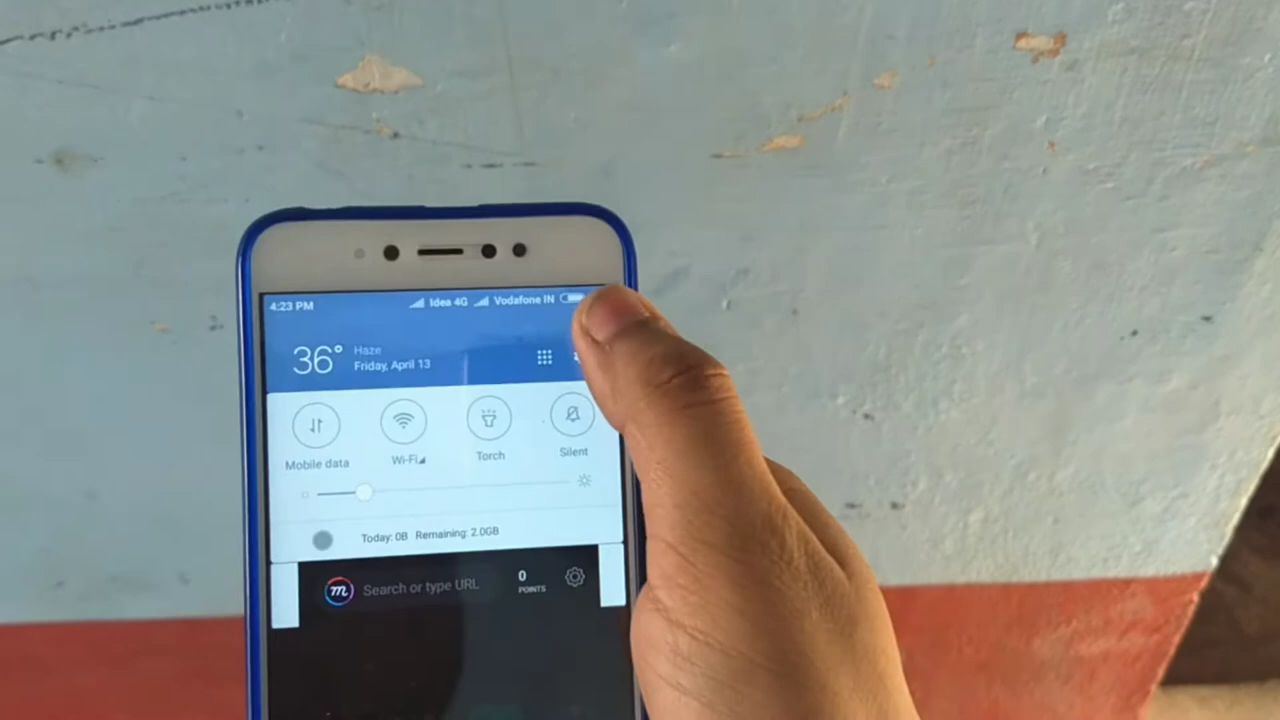 4:23 PM Idea 4G Vodafone IN
36° Haze
Friday, April 13
Mobile data Wi-Fi Torch Silent
Today: 0B Remaining: 2.0GB
m Search or type URL 0
POINTS